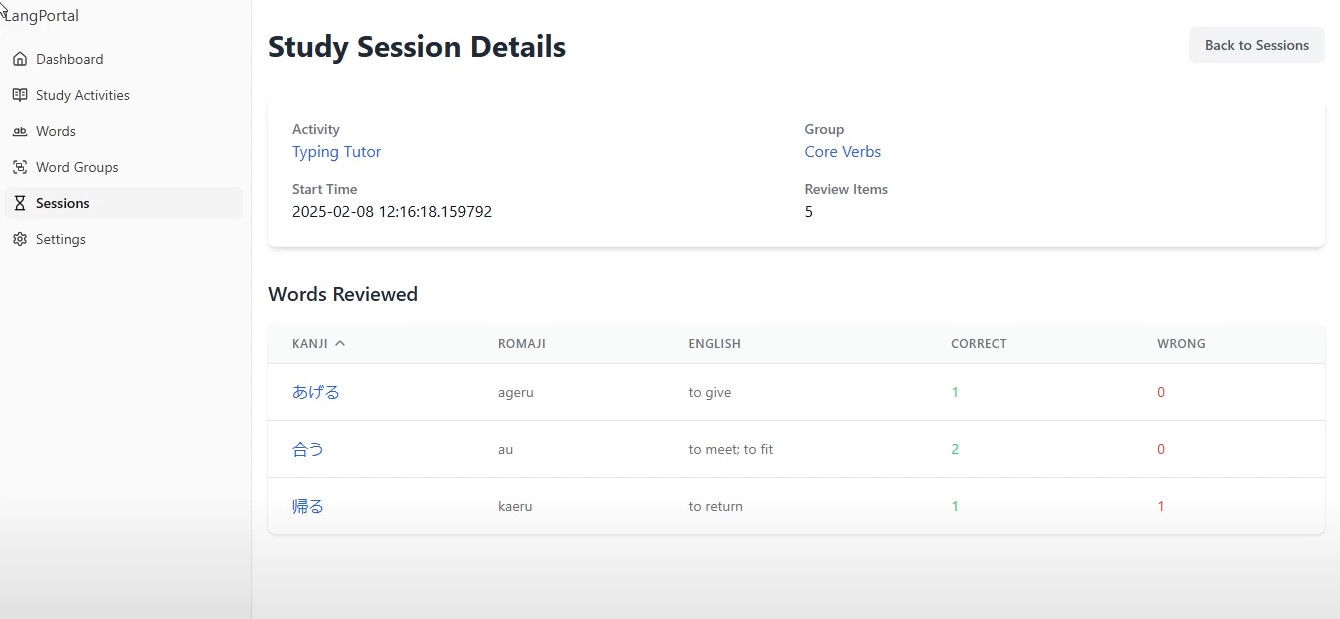 LangPortal
Dashboard
Study Activities
Words
Word Groups
Sessions
Settings
Study Session Details
Back to Sessions
Activity
Typing Tutor
Group
Core Verbs
Start Time
2025-02-08 12:16:18.159792
Review Items
5
Words Reviewed
KANJI ROMAJI ENGLISH CORRECT WRONG
あげる ageru to give 1 0
合う au to meet; to fit 2 0
帰る kaeru to return 1 1